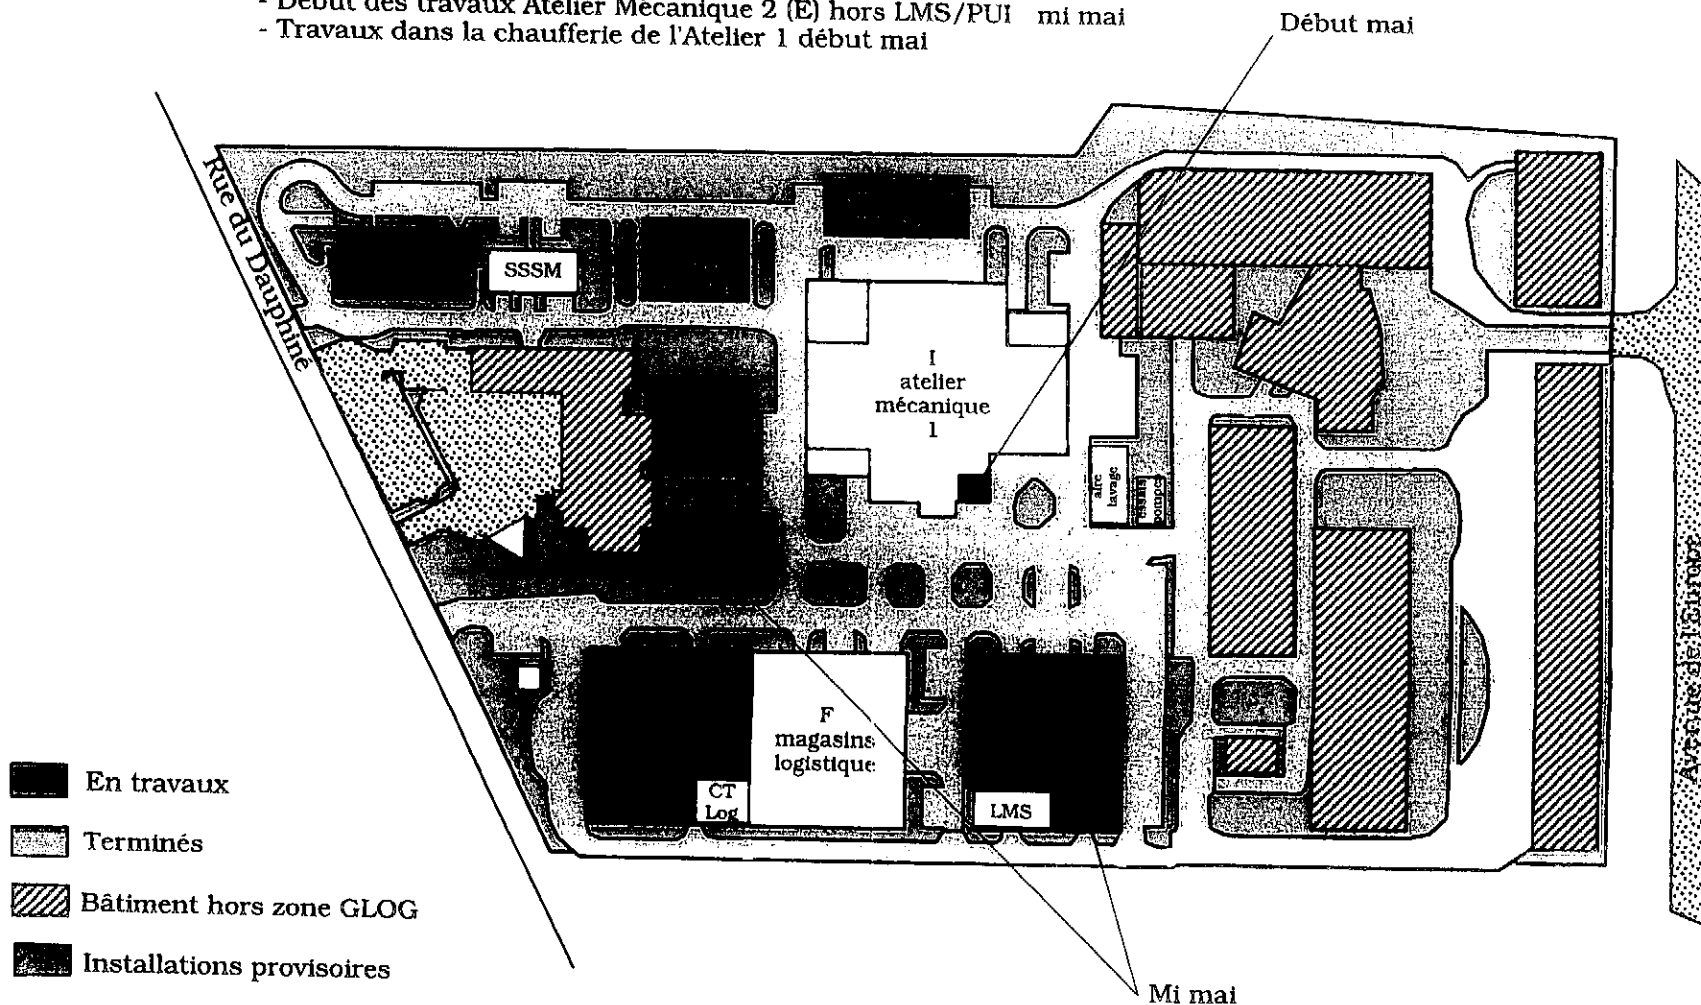 - Début des travaux Atelier Mécanique 2 (E) hors LMS/PUI mi mai
- Travaux dans la chaufferie de l'Atelier 1 début mai
Début mai
Rue du Dauphiné
SSSM
I
atelier
mécanique
1
aire
lavage
essais
pompes
F
magasins
logistique
CT
Log
LMS
Avenue de
En travaux
Terminés
Bâtiment hors zone GLOG
Installations provisoires
Mi mai